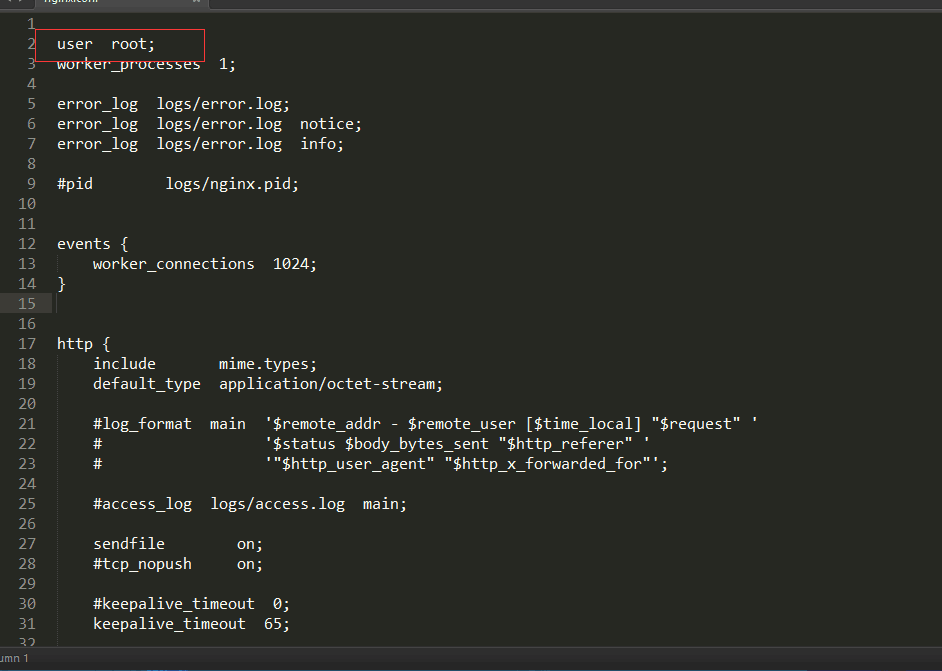 1
2 user  root;
3 worker_processes  1;
4
5 error_log  logs/error.log;
6 error_log  logs/error.log  notice;
7 error_log  logs/error.log  info;
8
9 #pid        logs/nginx.pid;
10
11
12 events {
13     worker_connections  1024;
14 }
15
16
17 http {
18     include       mime.types;
19     default_type  application/octet-stream;
20
21     #log_format  main  '$remote_addr - $remote_user [$time_local] "$request" '
22     #                  '$status $body_bytes_sent "$http_referer" '
23     #                  '"$http_user_agent" "$http_x_forwarded_for"';
24
25     #access_log  logs/access.log  main;
26
27     sendfile        on;
28     #tcp_nopush     on;
29
30     #keepalive_timeout  0;
31     keepalive_timeout  65;
32
umn 1